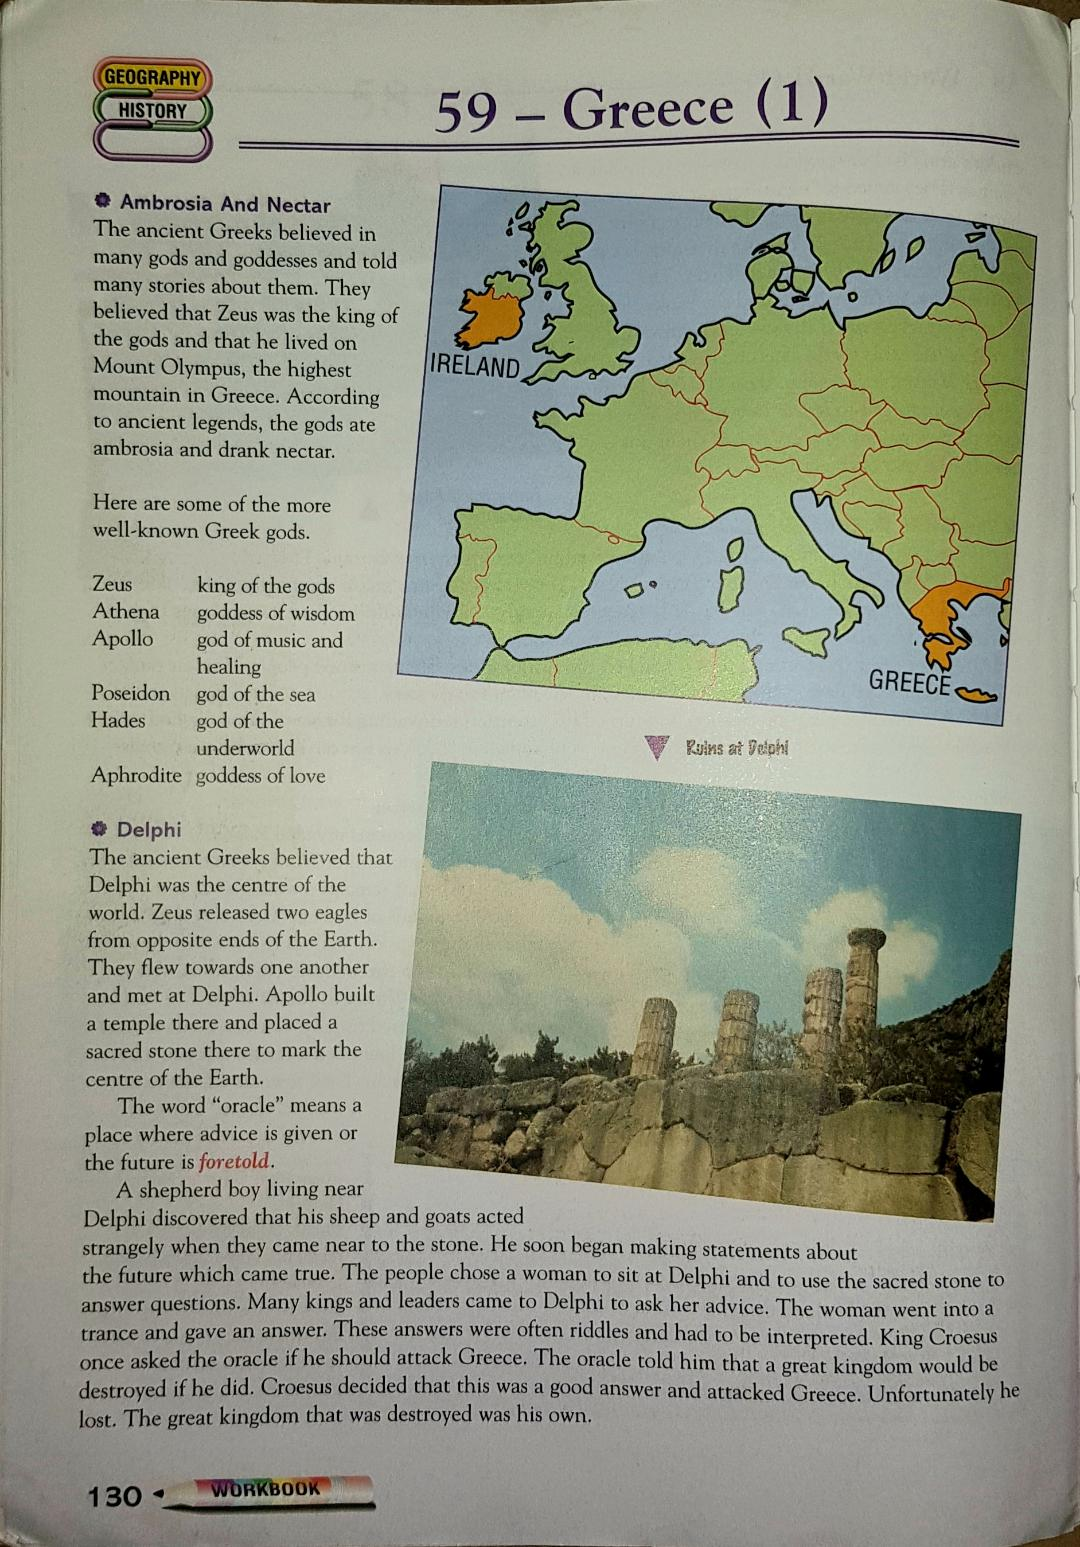 GEOGRAPHY
HISTORY
59 – Greece (1)
Ambrosia And Nectar
The ancient Greeks believed in
many gods and goddesses and told
many stories about them. They
believed that Zeus was the king of
the gods and that he lived on
Mount Olympus, the highest
mountain in Greece. According
to ancient legends, the gods ate
ambrosia and drank nectar.
Here are some of the more
well-known Greek gods.
Zeus king of the gods
Athena goddess of wisdom
Apollo god of music and
healing
Poseidon god of the sea
Hades god of the
underworld
Aphrodite goddess of love
IRELAND
GREECE
Ruins at Delphi
Delphi
The ancient Greeks believed that
Delphi was the centre of the
world. Zeus released two eagles
from opposite ends of the Earth.
They flew towards one another
and met at Delphi. Apollo built
a temple there and placed a
sacred stone there to mark the
centre of the Earth.
The word “oracle” means a
place where advice is given or
the future is foretold.
A shepherd boy living near
Delphi discovered that his sheep and goats acted
strangely when they came near to the stone. He soon began making statements about
the future which came true. The people chose a woman to sit at Delphi and to use the sacred stone to
answer questions. Many kings and leaders came to Delphi to ask her advice. The woman went into a
trance and gave an answer. These answers were often riddles and had to be interpreted. King Croesus
once asked the oracle if he should attack Greece. The oracle told him that a great kingdom would be
destroyed if he did. Croesus decided that this was a good answer and attacked Greece. Unfortunately he
lost. The great kingdom that was destroyed was his own.
130
WORKBOOK